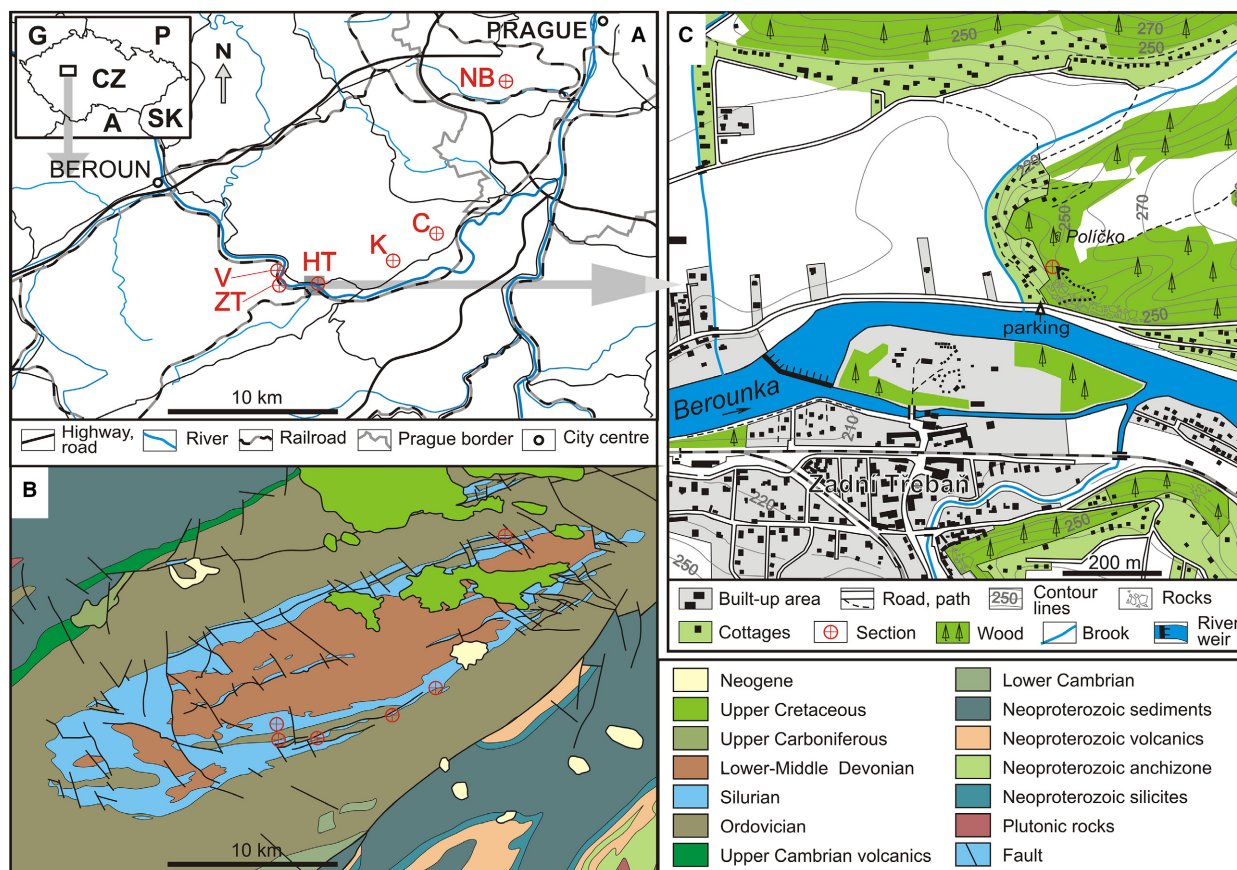 G
P
CZ
A
SK
N
PRAGUE
A
NB
BEROUN
C
K
HT
V
ZT
10 km
Highway,
road
River
Railroad
Prague border
City centre
B
10 km
C
250
270
250
220
250
270
Políčko
250
parking
Berounka
210
Zadní Třebaň
220
250
250
200 m
Built-up area
Road, path
250
Contour
lines
Rocks
Cottages
Section
Wood
Brook
River,
weir
Neogene
Upper Cretaceous
Upper Carboniferous
Lower-Middle Devonian
Silurian
Ordovician
Upper Cambrian volcanics
Lower Cambrian
Neoproterozoic sediments
Neoproterozoic volcanics
Neoproterozoic anchizone
Neoproterozoic silicites
Plutonic rocks
Fault